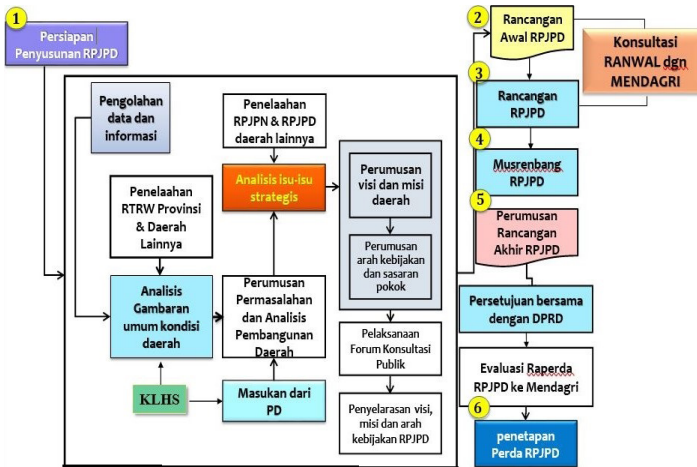 1
Persiapan
Penyusunan RPJPD
Pengolahan
data dan
informasi
Penelaahan
RPJPN & RPJPD
daerah lainnya
Analisis isu-isu
strategis
Penelaahan
RTRW Provinsi
& Daerah
Lainnya
Analisis
Gambaran
umum kondisi
daerah
Perumusan
Permasalahan
dan Analisis
Pembangunan
Daerah
KLHS
Masukan dari
PD
Perumusan
visi dan misi
daerah
Perumusan
arah kebijakan
dan sasaran
pokok
Pelaksanaan
Forum Konsultasi
Publik
Penyelarasan visi,
misi dan arah
kebijakan RPJPD
2
Rancangan
Awal RPJPD
Konsultasi
RANWAL dgn
MENDAGRI
3
Rancangan
RPJPD
4
Musrenbang
RPJPD
5
Perumusan
Rancangan
Akhir RPJPD
Persetujuan bersama
dengan DPRD
Evaluasi Raperda
RPJPD ke Mendagri
6
penetapan
Perda RPJPD